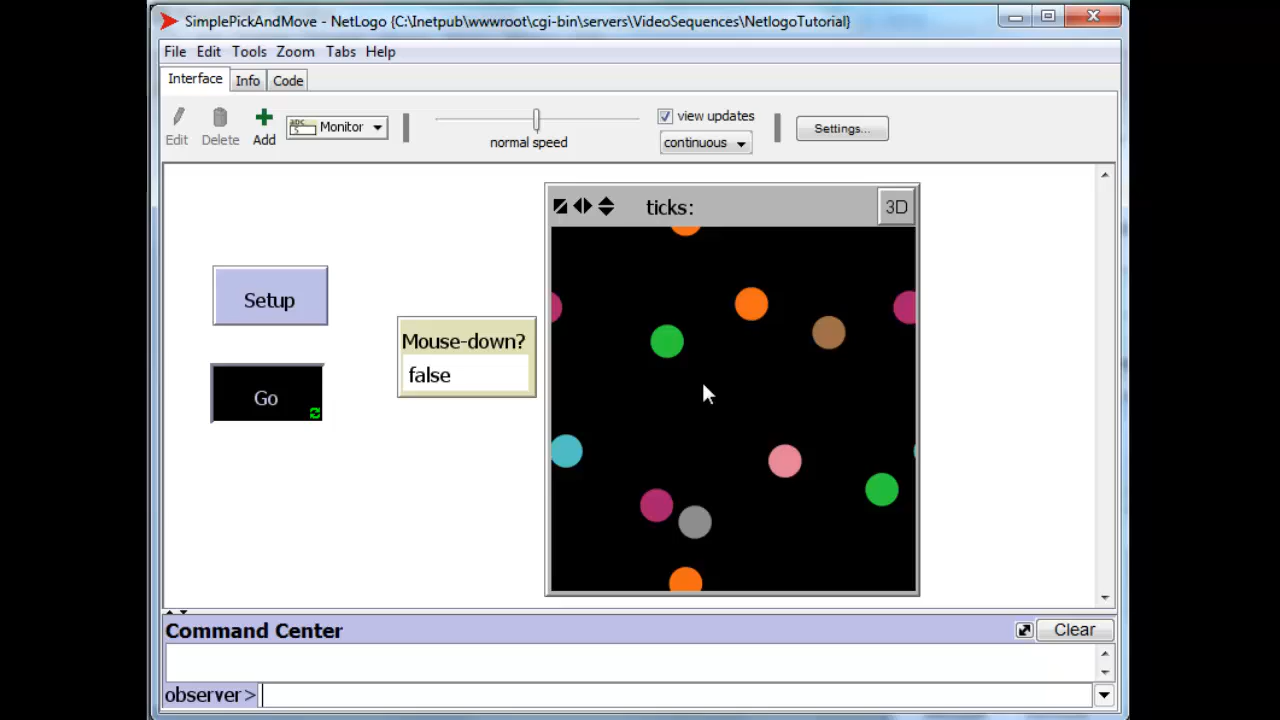 SimplePickAndMove - NetLogo {C:\Inetpub\wwwroot\cgi-bin\servers\VideoSequences\NetlogoTutorial}
File Edit Tools Zoom Tabs Help
Interface Info Code
Edit Delete Add
abc
5
Monitor
normal speed
view updates
continuous
Settings...
ticks:
3D
Setup
Mouse-down?
false
Go
Command Center
Clear
observer>